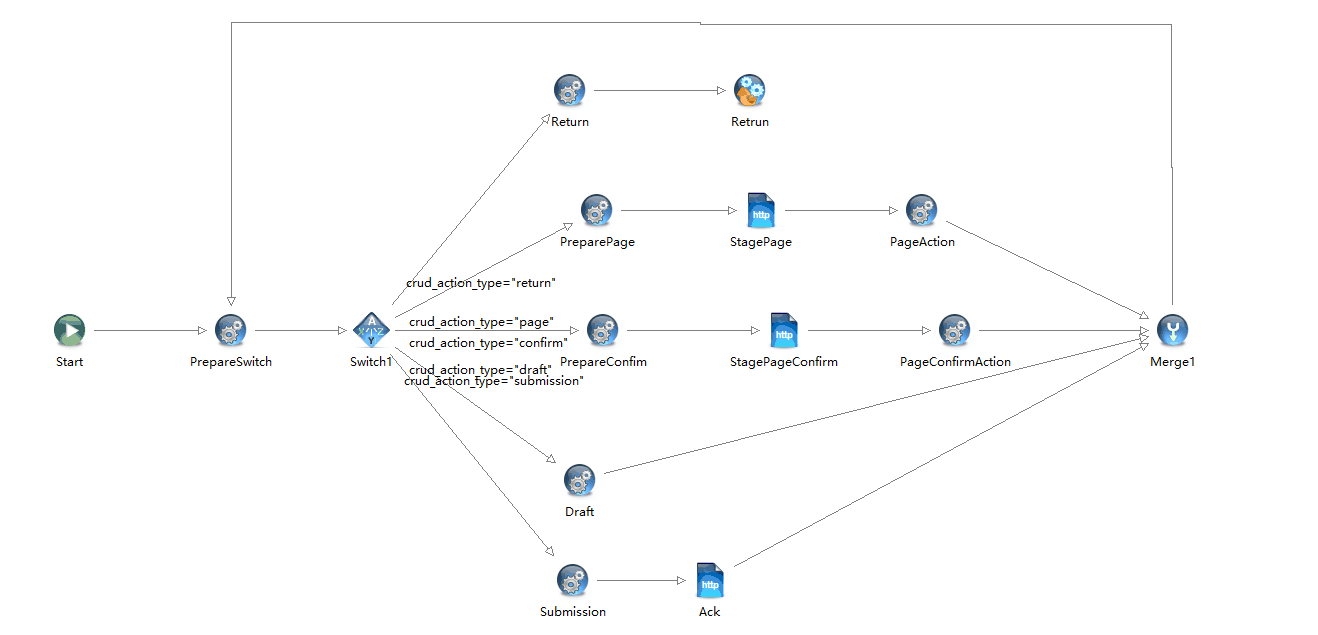 Return
Retrun
http
PreparePage
StagePage
PageAction
crud_action_type="return"
crud_action_type="page"
crud_action_type="confirm"
crud_action_type="draft"
crud_action_type="submission"
Start
PrepareSwitch
A
X
Z
Y
Switch1
http
PrepareConfim
StagePageConfirm
PageConfirmAction
Merge1
Draft
http
Submission
Ack